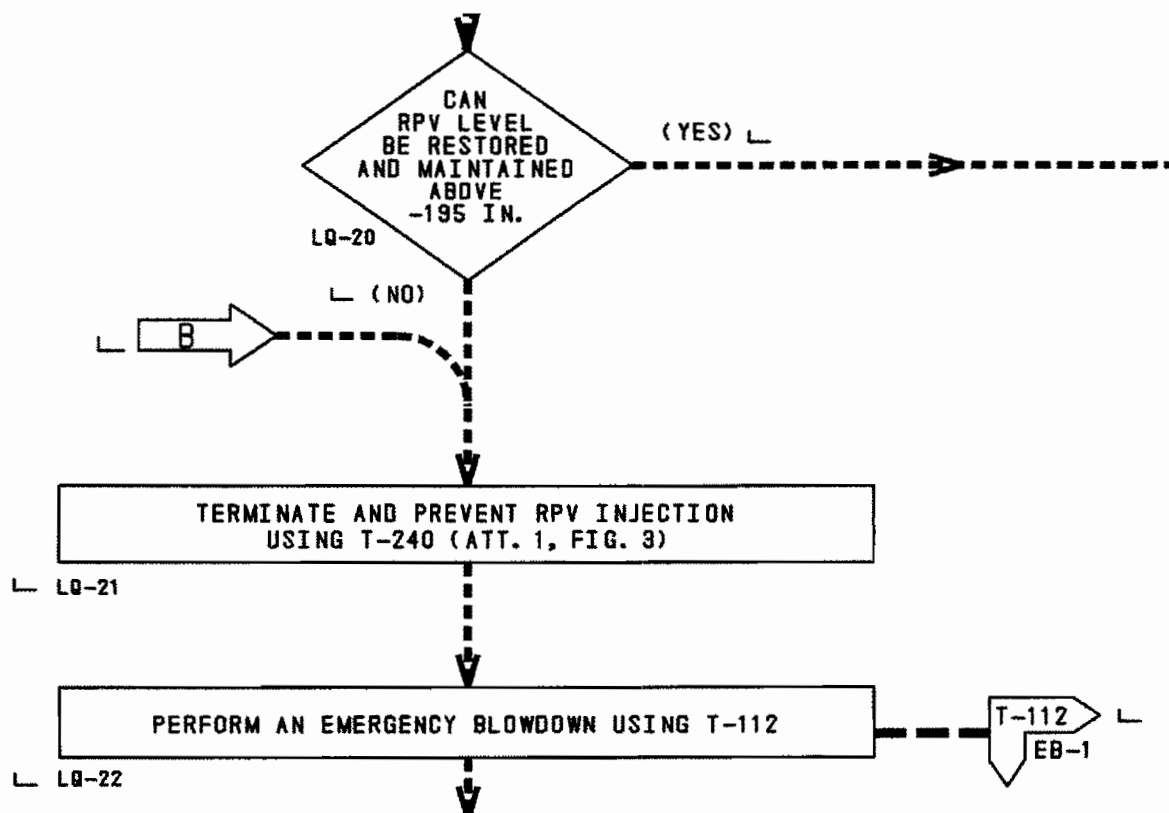 CAN
RPV LEVEL
BE RESTORED
AND MAINTAINED
ABOVE
-195 IN.
(YES)
LQ-20
(NO)
B
TERMINATE AND PREVENT RPV INJECTION
USING T-240 (ATT. 1, FIG. 3)
LQ-21
PERFORM AN EMERGENCY BLOWDOWN USING T-112
T-112
EB-1
LQ-22